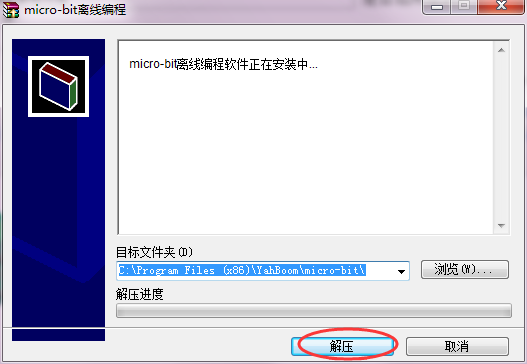 micro-bit离线编程
micro-bit离线编程软件正在安装中...
目标文件夹(D)
C:\Program Files (x86)\YahBoom\micro-bit\
浏览(W)...
解压进度
解压
取消